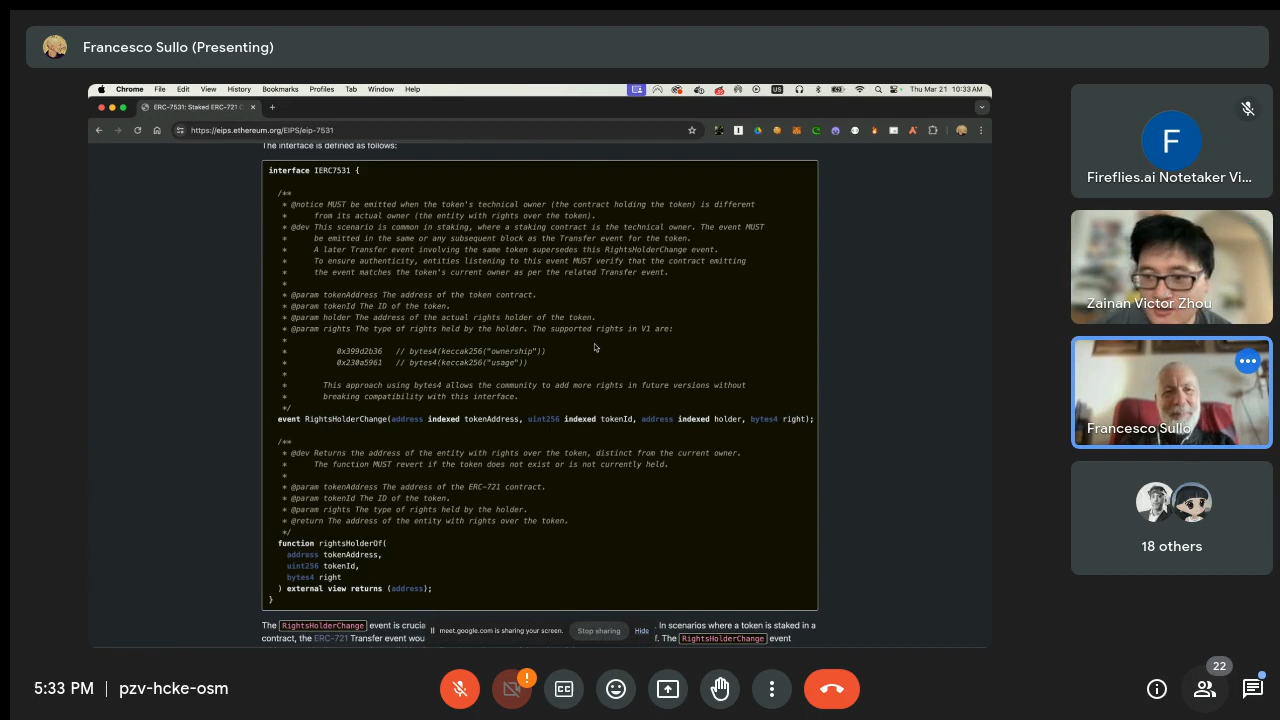 Francesco Sullo (Presenting)
Chrome File Edit View History Bookmarks Profiles Tab Window Help
US
Thu Mar 21 10:33 AM
ERC-7531: Staked ERC-721
https://eips.ethereum.org/EIPS/eip-7531
The interface is defined as follows:
interface IERC7531 {
/**
* @notice MUST be emitted when the token's technical owner (the contract holding the token) is different
* from its actual owner (the entity with rights over the token).
* @dev This scenario is common in staking, where a staking contract is the technical owner. The event MUST
* be emitted in the same or any subsequent block as the Transfer event for the token.
* A later Transfer event involving the same token supersedes this RightsHolderChange event.
* To ensure authenticity, entities listening to this event MUST verify that the contract emitting
* the event matches the token's current owner as per the related Transfer event.
*
* @param tokenAddress The address of the token contract.
* @param tokenId The ID of the token.
* @param holder The address of the actual rights holder of the token.
* @param rights The type of rights held by the holder. The supported rights in V1 are:
*
* 0x399d2b36 // bytes4(keccak256("ownership"))
* 0x230a5961 // bytes4(keccak256("usage"))
*
* This approach using bytes4 allows the community to add more rights in future versions without
* breaking compatibility with this interface.
*/
event RightsHolderChange(address indexed tokenAddress, uint256 indexed tokenId, address indexed holder, bytes4 right);
/**
* @dev Returns the address of the entity with rights over the token, distinct from the current owner.
* The function MUST revert if the token does not exist or is not currently held.
*
* @param tokenAddress The address of the ERC-721 contract.
* @param tokenId The ID of the token.
* @param rights The type of rights held by the holder.
* @return The address of the entity with rights over the token.
*/
function rightsHolderOf(
address tokenAddress,
uint256 tokenId,
bytes4 right
) external view returns (address);
}
The RightsHolderChange event is crucia In scenarios where a token is staked in a
contract, the ERC-721 Transfer event wou The RightsHolderChange event
meet.google.com is sharing your screen. Stop sharing Hide
F
Fireflies.ai Notetaker Vi...
Zainan Victor Zhou
Francesco Sullo
18 others
5:33 PM | pzv-hcke-osm
CC
22